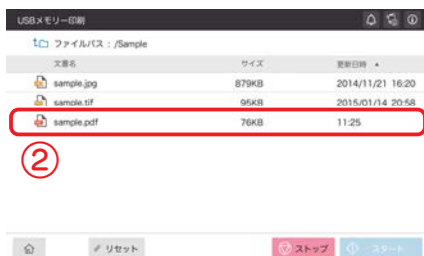 USBメモリー印刷
ファイルパス：/Sample
文書名 サイズ 更新日時
sample.jpg 879KB 2014/11/21 16:20
sample.tif 95KB 2015/01/14 20:58
sample.pdf 76KB 11:25
②
リセット ストップ スタート